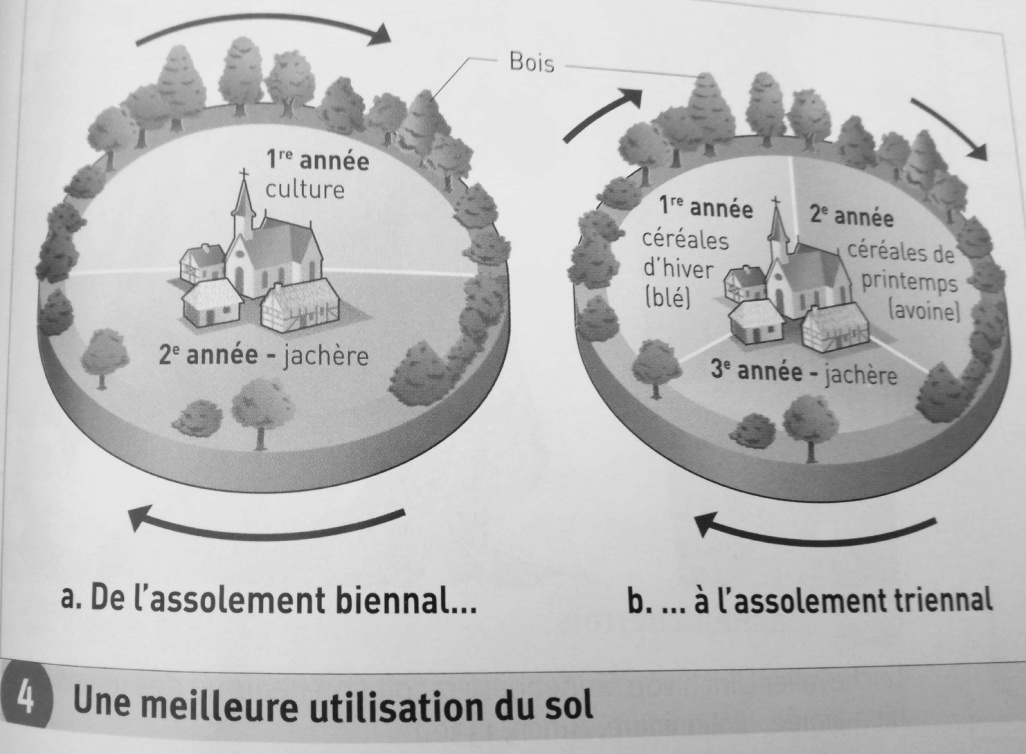 Bois
1re année
culture
2e année - jachère
1re année
céréales
d'hiver
(blé)
2e année
céréales de
printemps
(avoine)
3e année - jachère
a. De l'assolement biennal...
b. ... à l'assolement triennal
4 Une meilleure utilisation du sol